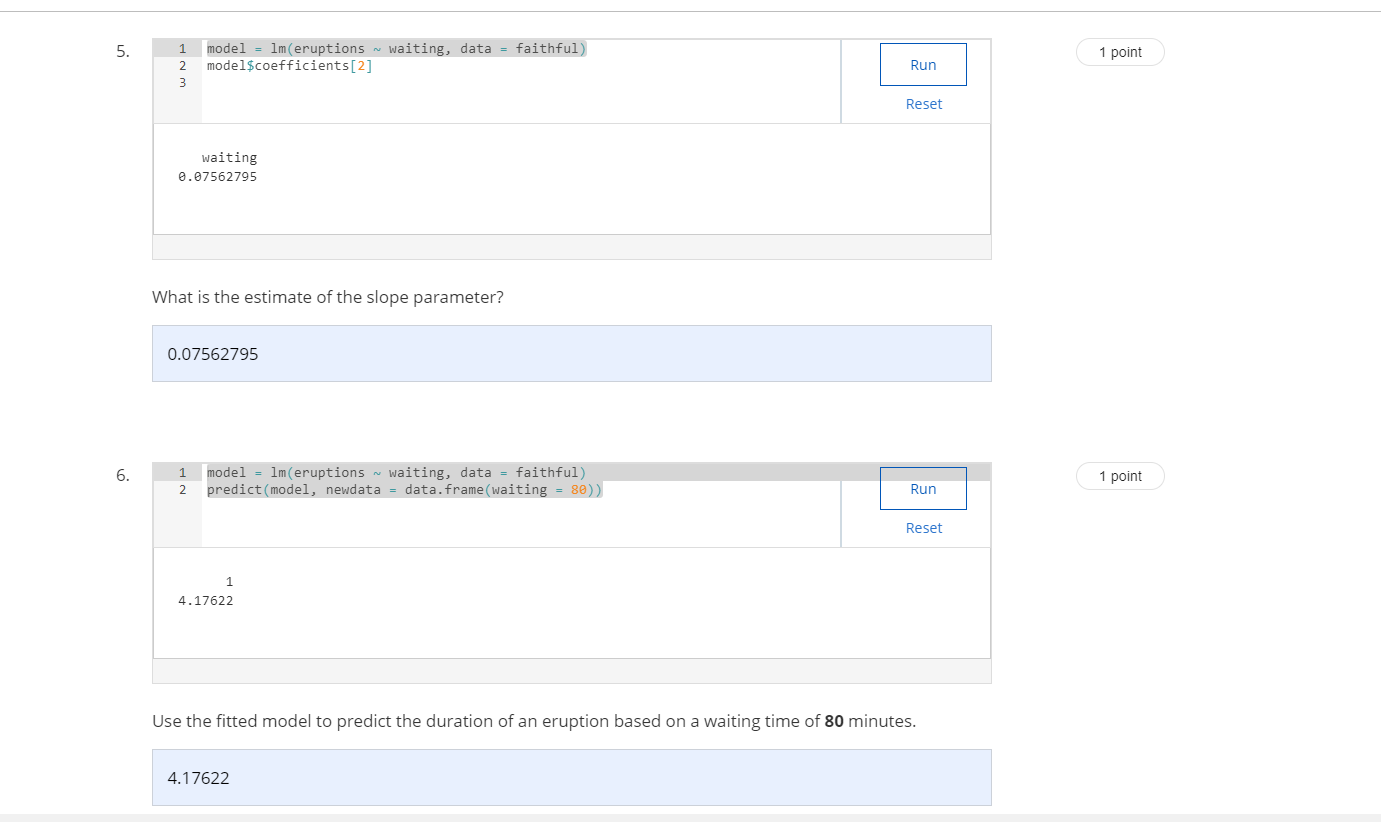 5.
1 model = lm(eruptions ~ waiting, data = faithful)
2 model$coefficients[2]
3
Run
Reset
1 point
waiting
0.07562795
What is the estimate of the slope parameter?
0.07562795
6.
1 model = lm(eruptions ~ waiting, data = faithful)
2 predict(model, newdata = data.frame(waiting = 80))
Run
Reset
1 point
1
4.17622
Use the fitted model to predict the duration of an eruption based on a waiting time of 80 minutes.
4.17622